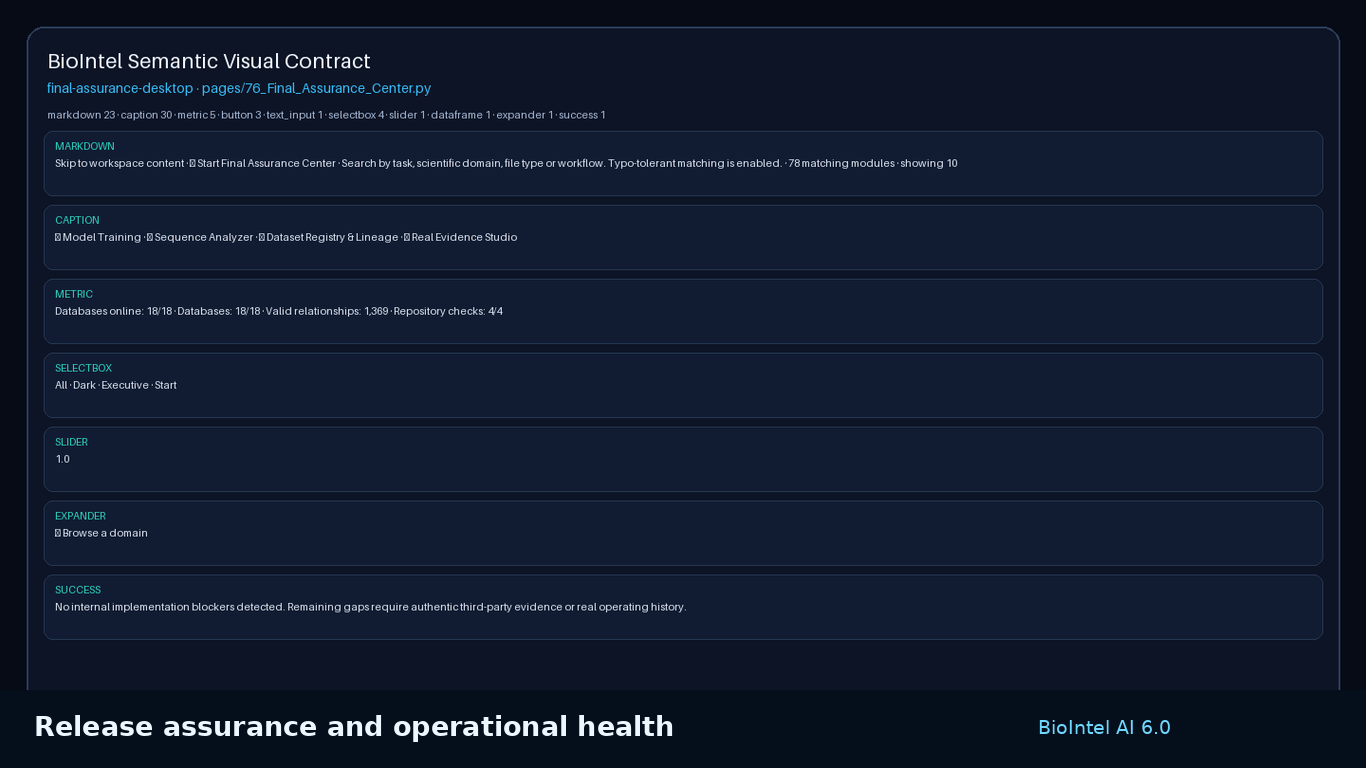 BioIntel Semantic Visual Contract
final-assurance-desktop · pages/76_Final_Assurance_Center.py
markdown 23 · caption 30 · metric 5 · button 3 · text_input 1 · selectbox 4 · slider 1 · dataframe 1 · expander 1 · success 1
MARKDOWN
Skip to workspace content · Start Final Assurance Center · Search by task, scientific domain, file type or workflow. Typo-tolerant matching is enabled. · 78 matching modules · showing 10
CAPTION
Model Training · Sequence Analyzer · Dataset Registry & Lineage · Real Evidence Studio
METRIC
Databases online: 18/18 · Databases: 18/18 · Valid relationships: 1,369 · Repository checks: 4/4
SELECTBOX
All · Dark · Executive · Start
SLIDER
1.0
EXPANDER
Browse a domain
SUCCESS
No internal implementation blockers detected. Remaining gaps require authentic third-party evidence or real operating history.
Release assurance and operational health
BioIntel AI 6.0